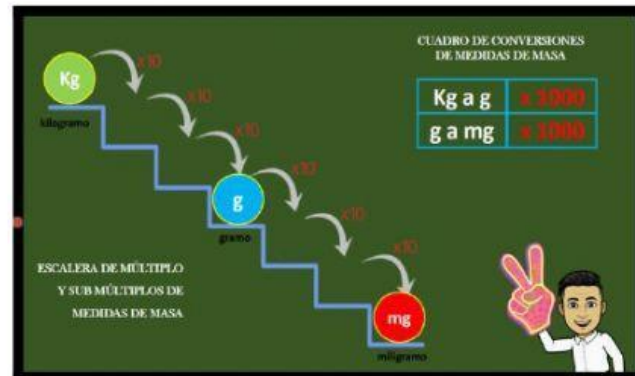 CUADRO DE CONVERSIONES
DE MEDIDAS DE MASA
Kg a g x 1000
g a mg x 1000
Kg
kilogramo
x10
x10
x10
g
gramo
x10
x10
x10
mg
miligramo
ESCALERA DE MÚLTIPLO
Y SUB MÚLTIPLOS DE
MEDIDAS DE MASA